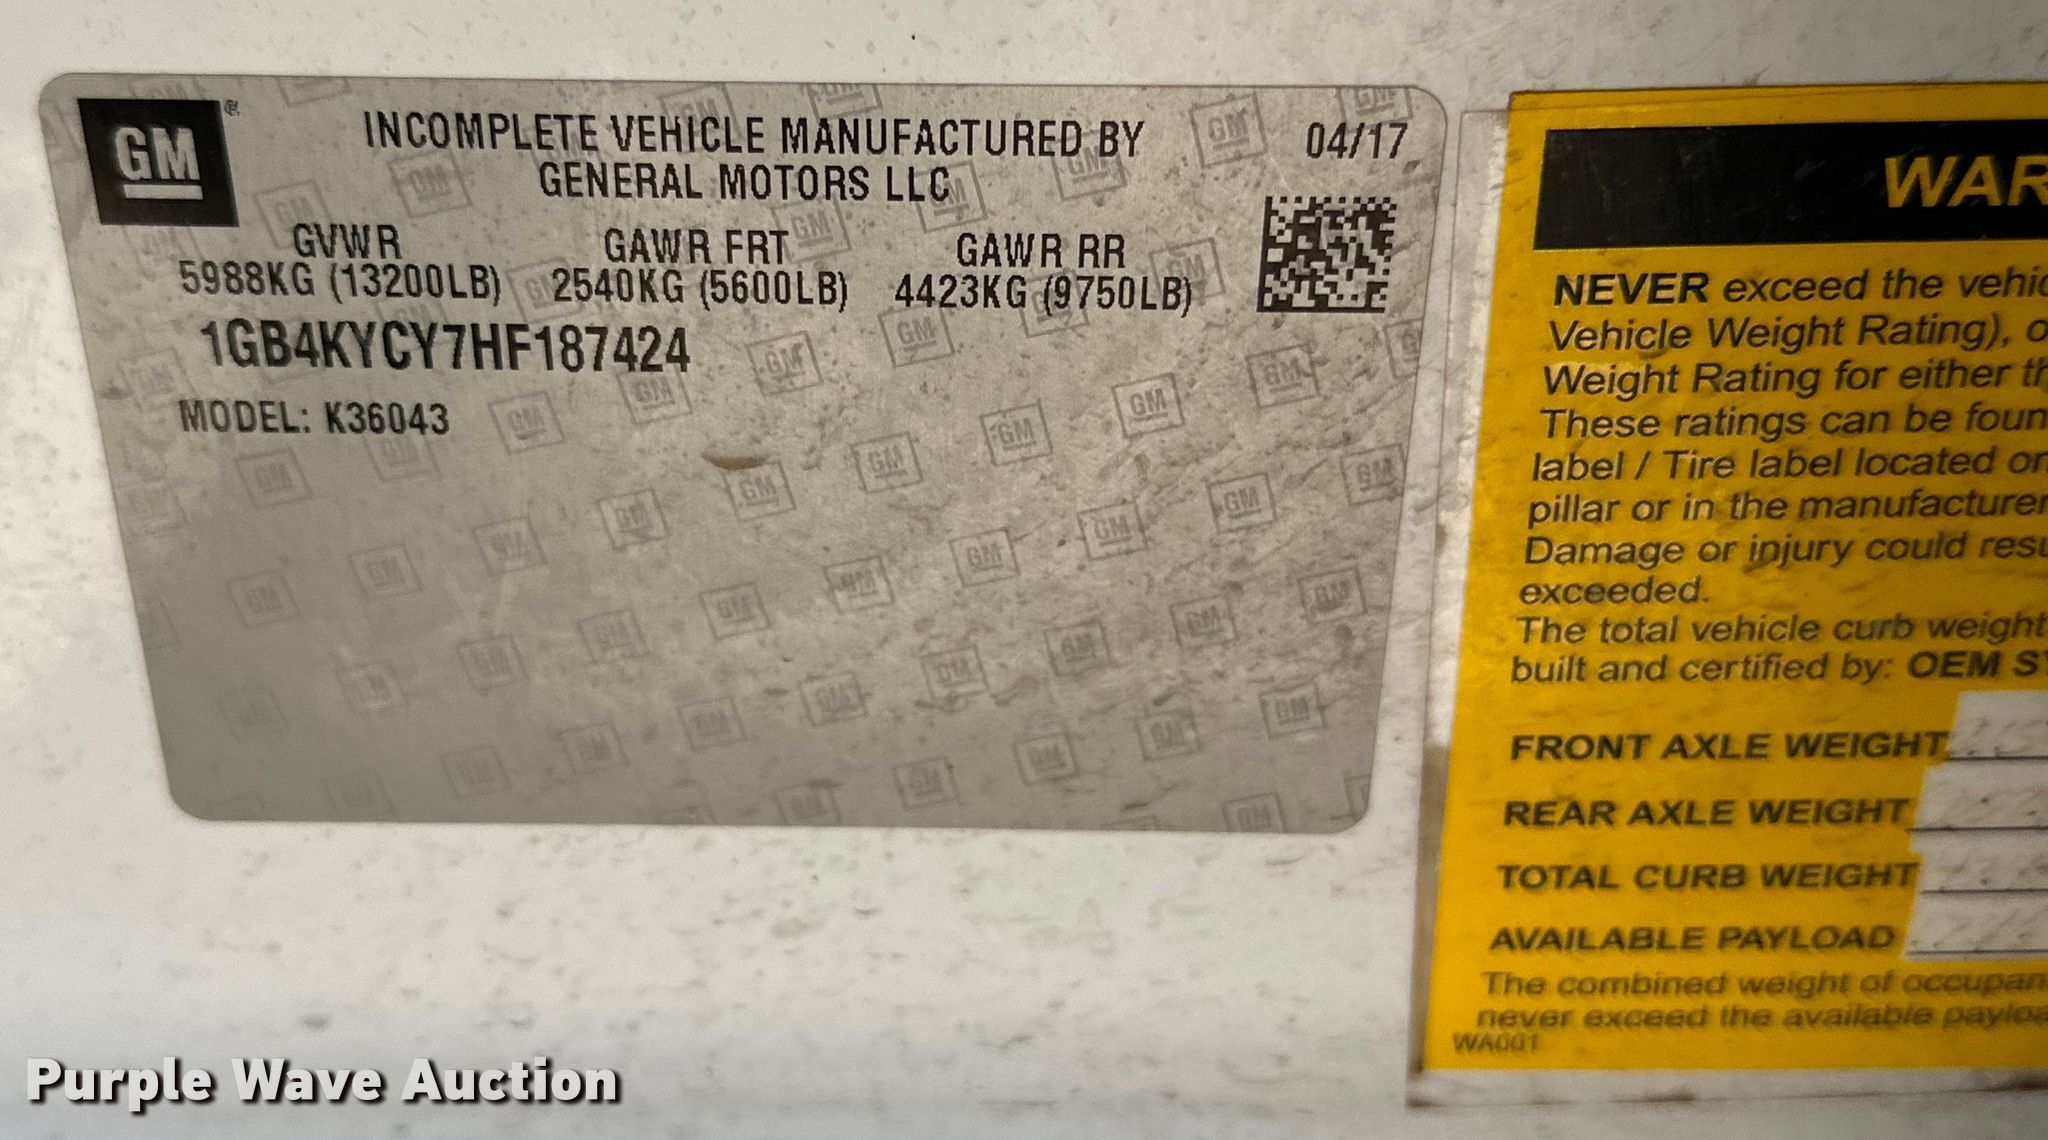 GM
INCOMPLETE VEHICLE MANUFACTURED BY
GENERAL MOTORS LLC
04/17
GVWR
5988KG (13200LB)
GAWR FRT
2540KG (5600LB)
GAWR RR
4423KG (9750LB)
1GB4KYCY7HF187424
MODEL: K36043
WAR
NEVER exceed the vehic
Vehicle Weight Rating), o
Weight Rating for either th
These ratings can be foun
label / Tire label located on
pillar or in the manufacturer
Damage or injury could resu
exceeded.
The total vehicle curb weight
built and certified by: OEM SY
FRONT AXLE WEIGHT
REAR AXLE WEIGHT
TOTAL CURB WEIGHT
AVAILABLE PAYLOAD
The combined weight of occupan
never exceed the available payloa
WA001
Purple Wave Auction